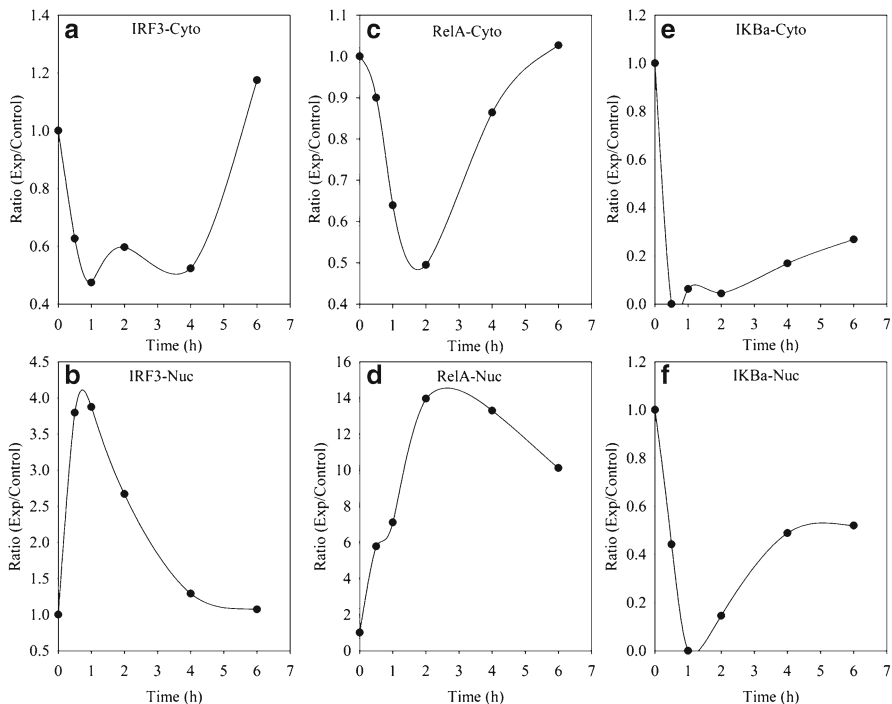 a
IRF3-Cyto
Ratio (Exp/Control)
1.4
1.2
1.0
0.8
0.6
0.4
0 1 2 3 4 5 6 7
Time (h)
c
RelA-Cyto
Ratio (Exp/Control)
1.1
1.0
0.9
0.8
0.7
0.6
0.5
0.4
0 1 2 3 4 5 6 7
Time (h)
e
IKBa-Cyto
Ratio (Exp/Control)
1.0
0.8
0.6
0.4
0.2
0.0
0 1 2 3 4 5 6 7
Time (h)
b
IRF3-Nuc
Ratio (Exp/Control)
4.5
4.0
3.5
3.0
2.5
2.0
1.5
1.0
0.5
0 1 2 3 4 5 6 7
Time (h)
d
RelA-Nuc
Ratio (Exp/Control)
16
14
12
10
8
6
4
2
0
0 1 2 3 4 5 6 7
Time (h)
f
IKBa-Nuc
Ratio (Exp/Control)
1.2
1.0
0.8
0.6
0.4
0.2
0.0
0 1 2 3 4 5 6 7
Time (h)